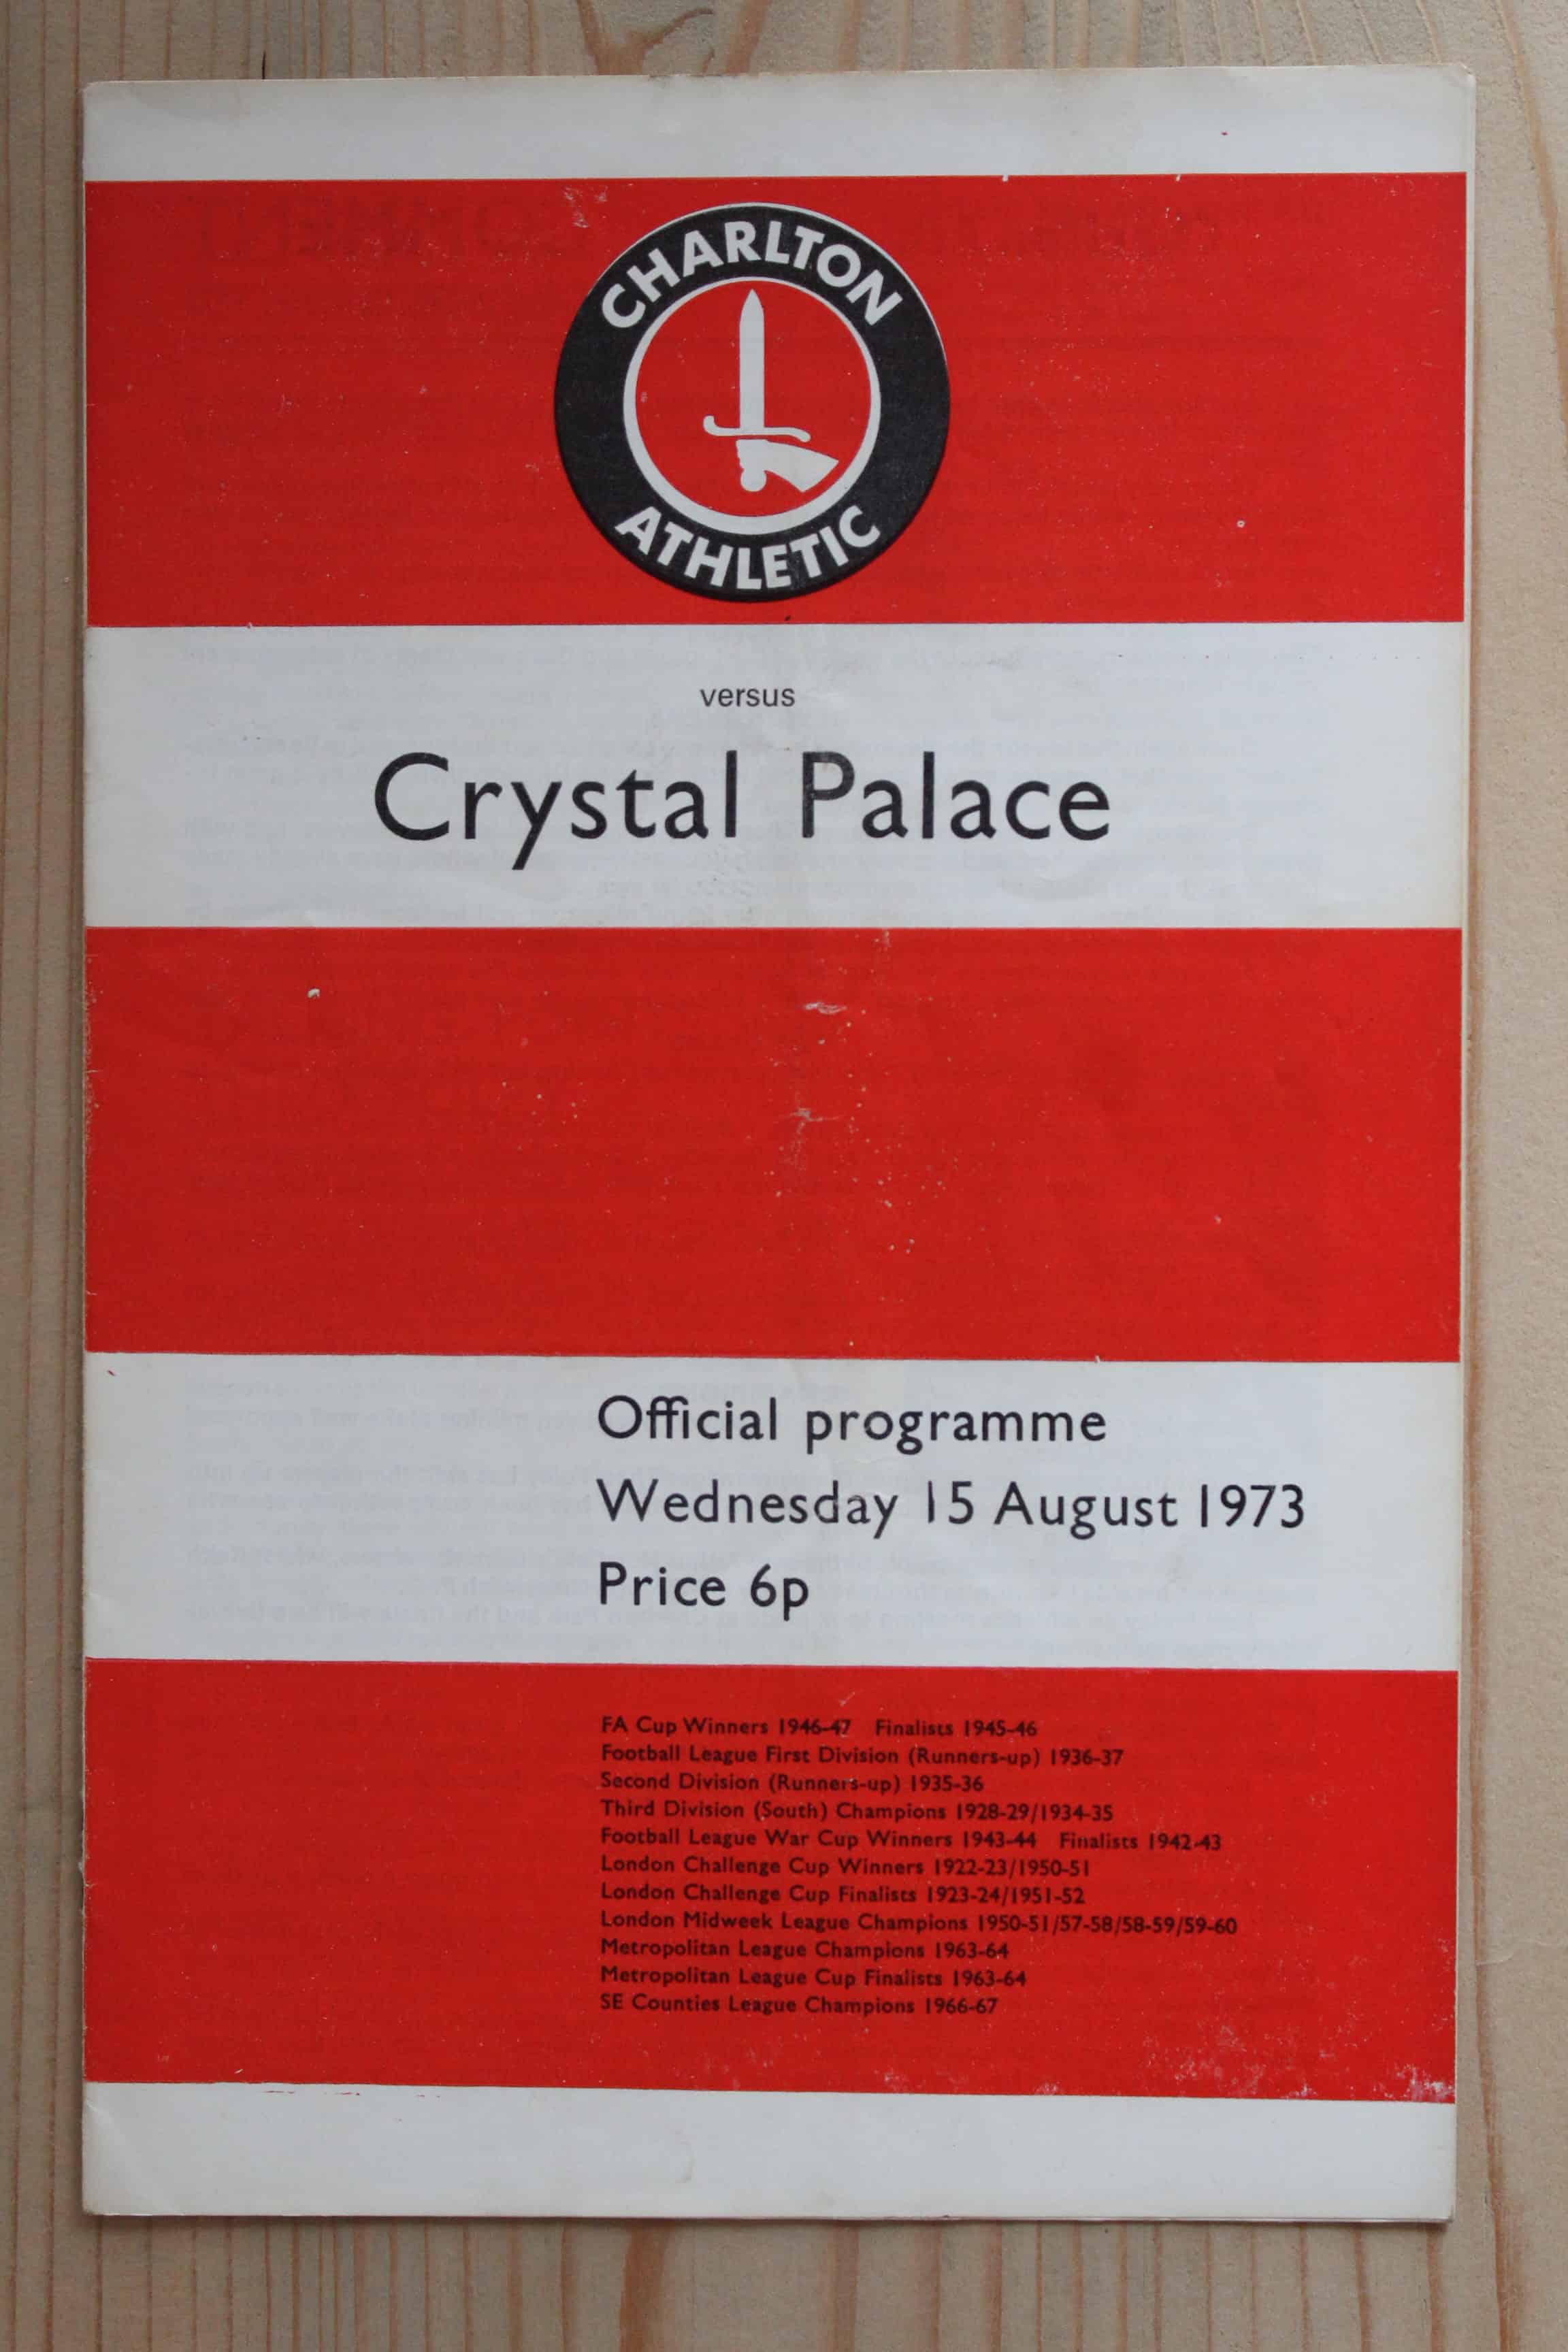 CHARLTON
ATHLETIC
versus
Crystal Palace
Official programme
Wednesday 15 August 1973
Price 6p
FA Cup Winners 1946-47 Finalists 1945-46
Football League First Division (Runners-up) 1936-37
Second Division (Runners-up) 1935-36
Third Division (South) Champions 1928-29/1934-35
Football League War Cup Winners 1943-44 Finalists 1942-43
London Challenge Cup Winners 1922-23/1950-51
London Challenge Cup Finalists 1923-24/1951-52
London Midweek League Champions 1950-51/57-58/58-59/59-60
Metropolitan League Champions 1963-64
Metropolitan League Cup Finalists 1963-64
SE Counties League Champions 1966-67